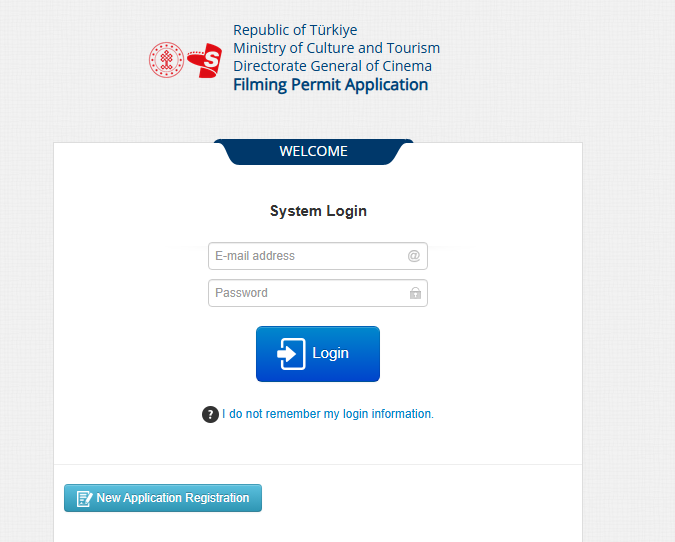 Republic of Türkiye
Ministry of Culture and Tourism
Directorate General of Cinema
Filming Permit Application
WELCOME
System Login
E-mail address
Password
Login
I do not remember my login information.
New Application Registration